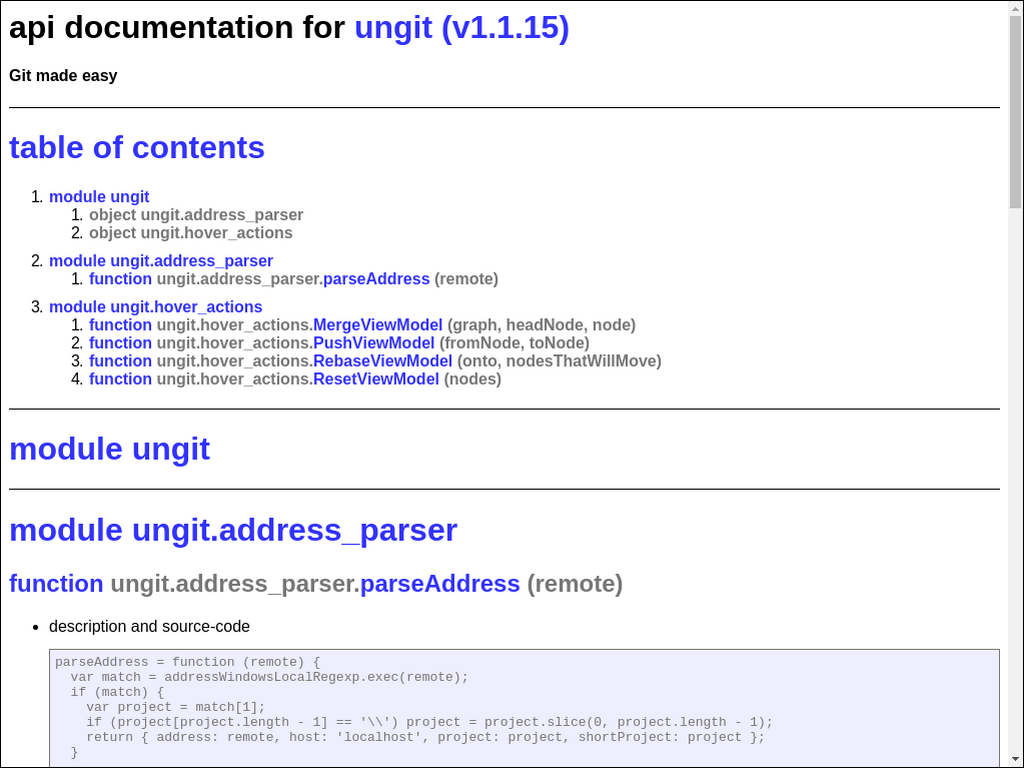 api documentation for ungit (v1.1.15)
Git made easy
table of contents
1. module ungit
1. object ungit.address_parser
2. object ungit.hover_actions
2. module ungit.address_parser
1. function ungit.address_parser.parseAddress (remote)
3. module ungit.hover_actions
1. function ungit.hover_actions.MergeViewModel (graph, headNode, node)
2. function ungit.hover_actions.PushViewModel (fromNode, toNode)
3. function ungit.hover_actions.RebaseViewModel (onto, nodesThatWillMove)
4. function ungit.hover_actions.ResetViewModel (nodes)
module ungit
module ungit.address_parser
function ungit.address_parser.parseAddress (remote)
• description and source-code
parseAddress = function (remote) {
  var match = addressWindowsLocalRegexp.exec(remote);
  if (match) {
    var project = match[1];
    if (project[project.length - 1] == '\\') project = project.slice(0, project.length - 1);
    return { address: remote, host: 'localhost', project: project, shortProject: project };
  }